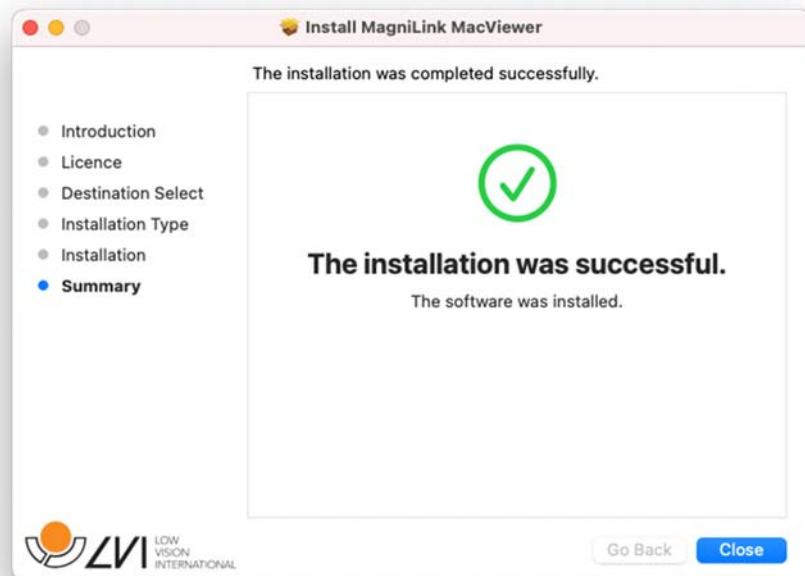 Install MagniLink MacViewer
The installation was completed successfully.
Introduction
Licence
Destination Select
Installation Type
Installation
Summary
The installation was successful.
The software was installed.
LVI
LOW
VISION
INTERNATIONAL
Go Back
Close